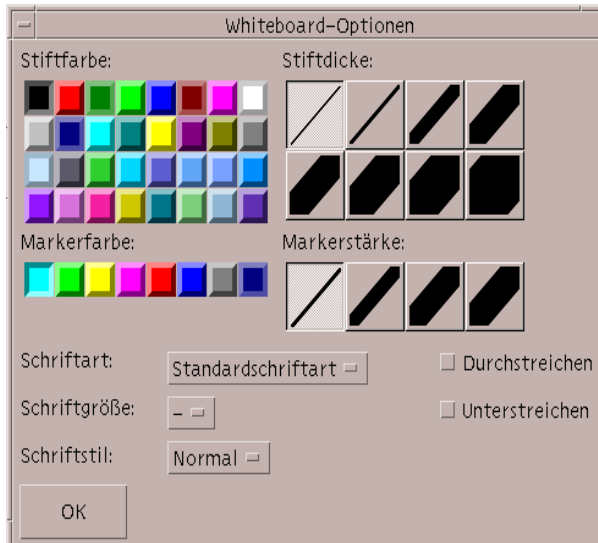 Whiteboard-Optionen
Stiftfarbe:
Stiftdicke:
Markerfarbe:
Markerstärke:
Schriftart:
Standardschriftart
Durchstreichen
Schriftgröße:
–
Unterstreichen
Schriftstil:
Normal
OK